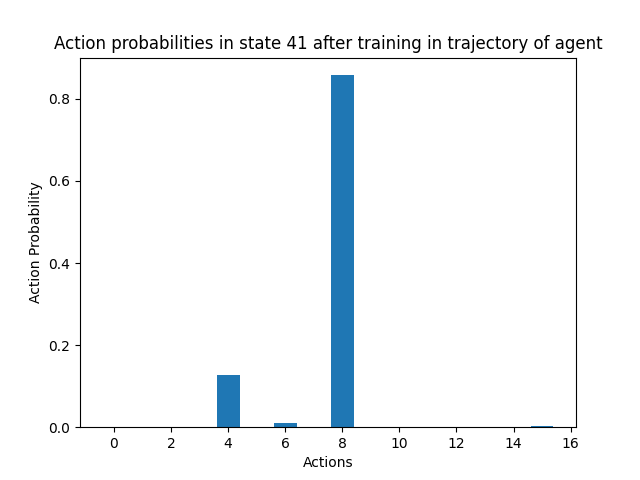 Action probabilities in state 41 after training in trajectory of agent
0.8
0.6
0.4
0.2
0.0
Action Probability
0 2 4 6 8 10 12 14 16
Actions